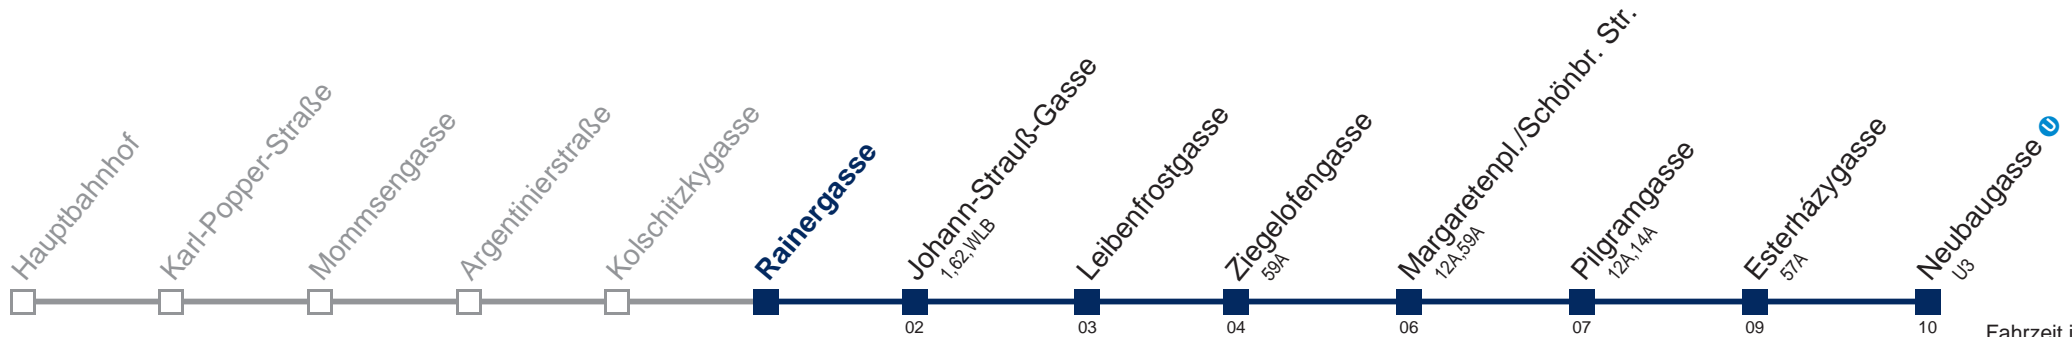 Hauptbahnhof
Karl-Popper-Straße
Mommsengasse
Argentinierstraße
Kolschitzkygasse
Rainergasse
Johann-Strauß-Gasse
1,62,WLB
Leibenfrostgasse
Ziegelofengasse
59A
Margaretenpl./Schönbr. Str.
12A,59A
Pilgramgasse
12A,14A
Esterházygasse
57A
Neubaugasse U
U3
02 03 04 06 07 09 10
Fahrzeit